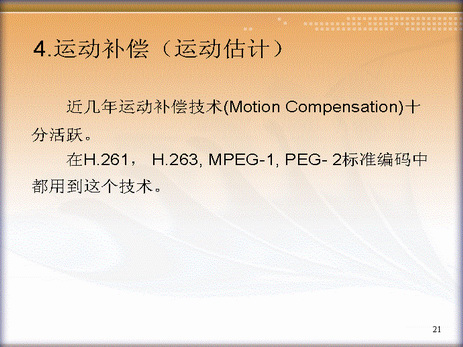 4.运动补偿（运动估计）
近几年运动补偿技术(Motion Compensation)十
分活跃。
在H.261， H.263, MPEG-1, PEG- 2标准编码中
都用到这个技术。
21